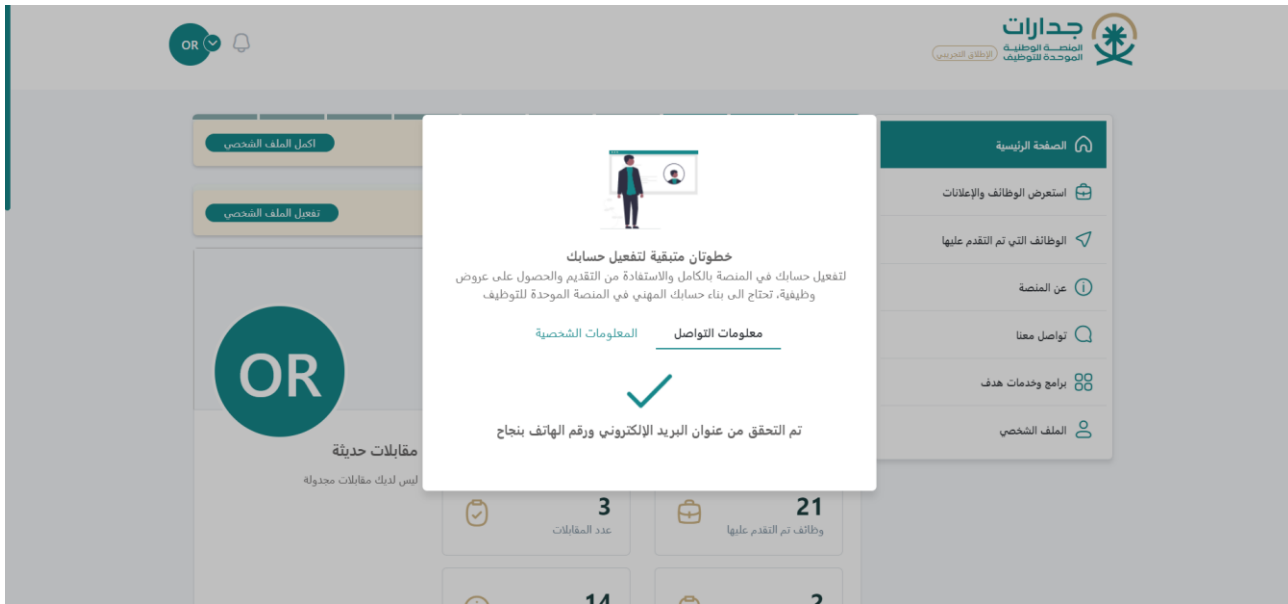 جدارات
المنصة الوطنية
الموحدة للتوظيف
الإطلاق التجريبي
OR
الصفحة الرئيسية
استعرض الوظائف والإعلانات
الوظائف التي تم التقدم عليها
عن المنصة
تواصل معنا
برامج وخدمات هدف
الملف الشخصي
اكمل الملف الشخصي
تفعيل الملف الشخصي
خطوتان متبقية لتفعيل حسابك
لتفعيل حسابك في المنصة بالكامل والاستفادة من التقديم والحصول على عروض
وظيفية، تحتاج الى بناء حسابك المهني في المنصة الموحدة للتوظيف
معلومات التواصل المعلومات الشخصية
تم التحقق من عنوان البريد الإلكتروني ورقم الهاتف بنجاح
OR
مقابلات حديثة
ليس لديك مقابلات مجدولة
21
وظائف تم التقدم عليها
3
عدد المقابلات
2
14